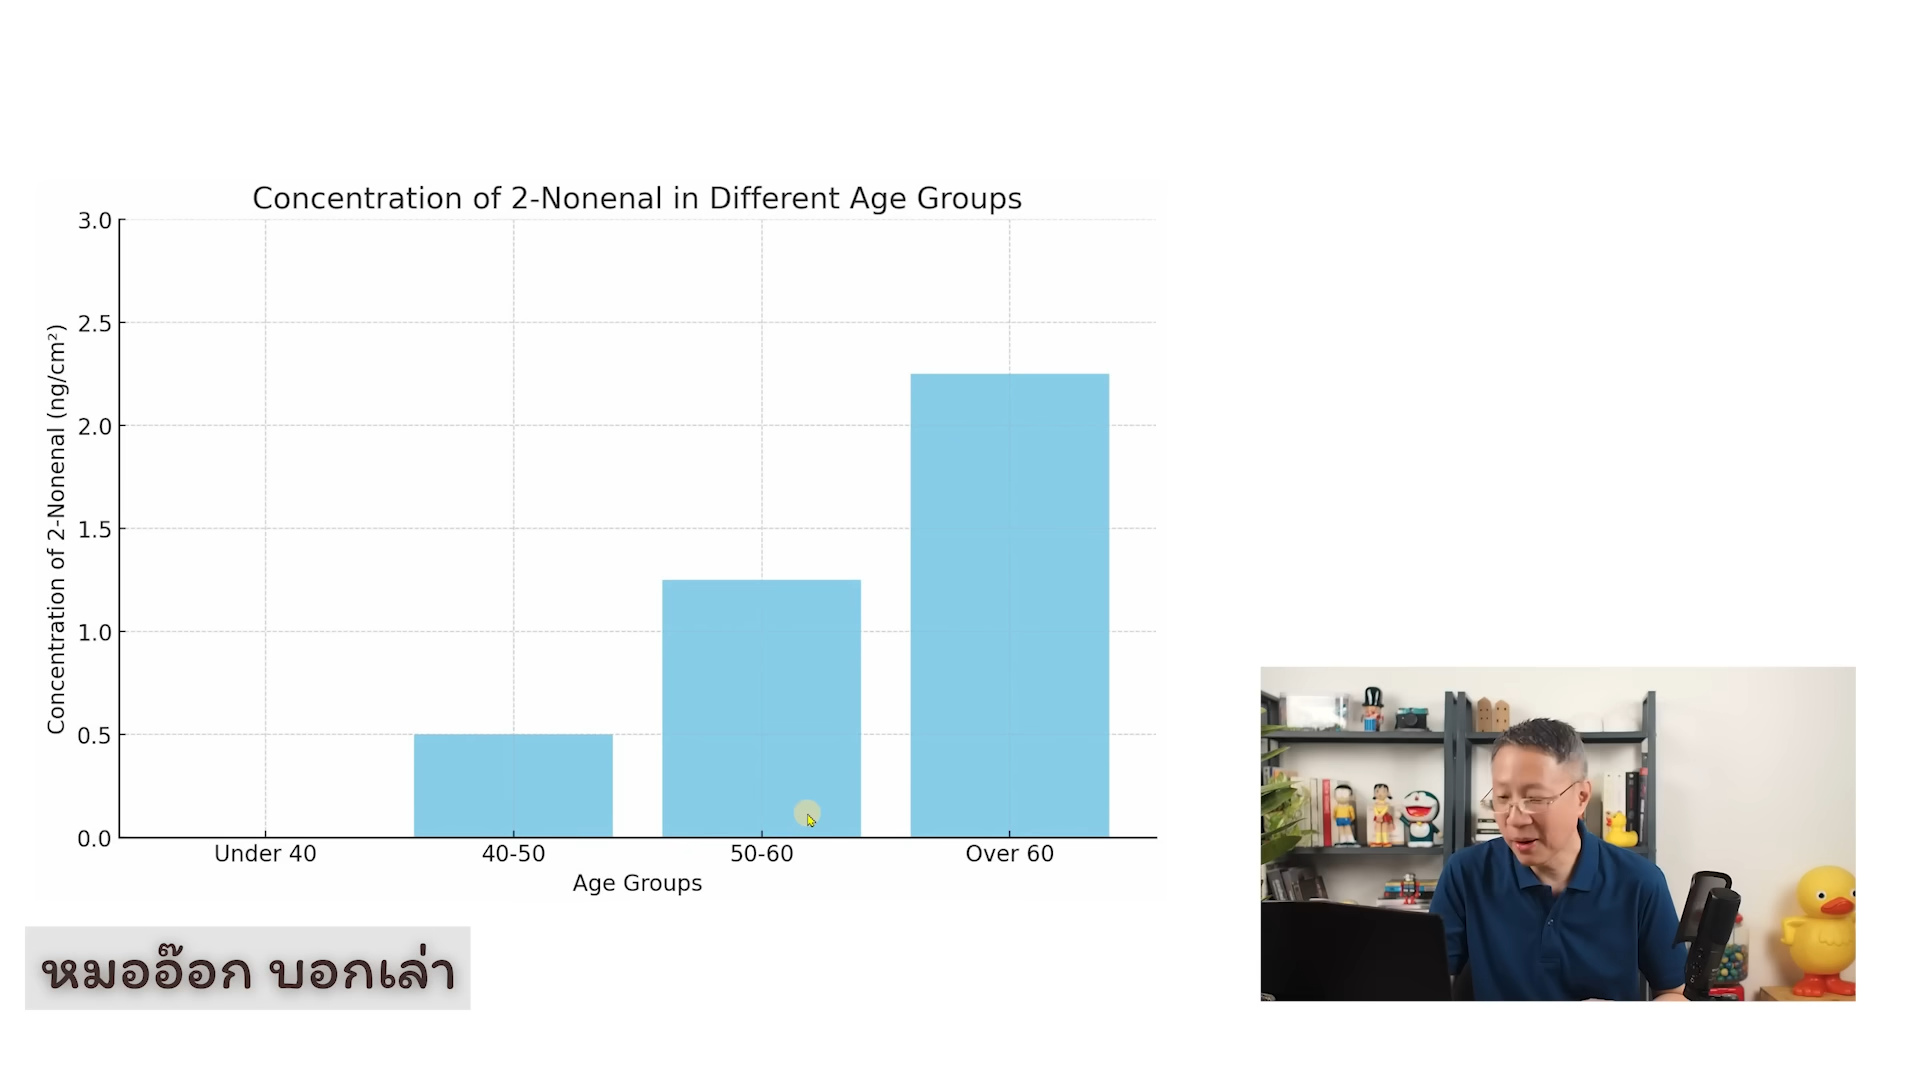 Concentration of 2-Nonenal in Different Age Groups
Concentration of 2-Nonenal (ng/cm²)
3.0
2.5
2.0
1.5
1.0
0.5
0.0
Under 40 40-50 50-60 Over 60
Age Groups
หมออ๊อก บอกเล่า